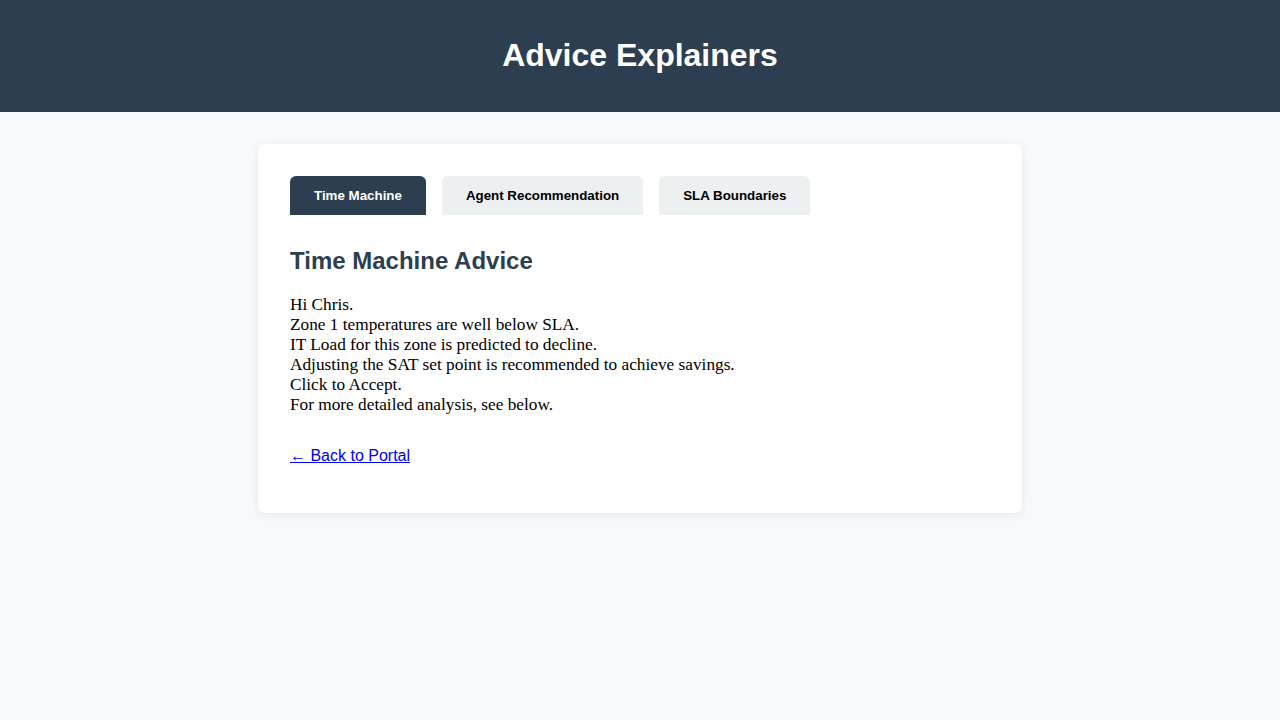 Advice Explainers
Time Machine
Agent Recommendation
SLA Boundaries
Time Machine Advice
Hi Chris.
Zone 1 temperatures are well below SLA.
IT Load for this zone is predicted to decline.
Adjusting the SAT set point is recommended to achieve savings.
Click to Accept.
For more detailed analysis, see below.
← Back to Portal